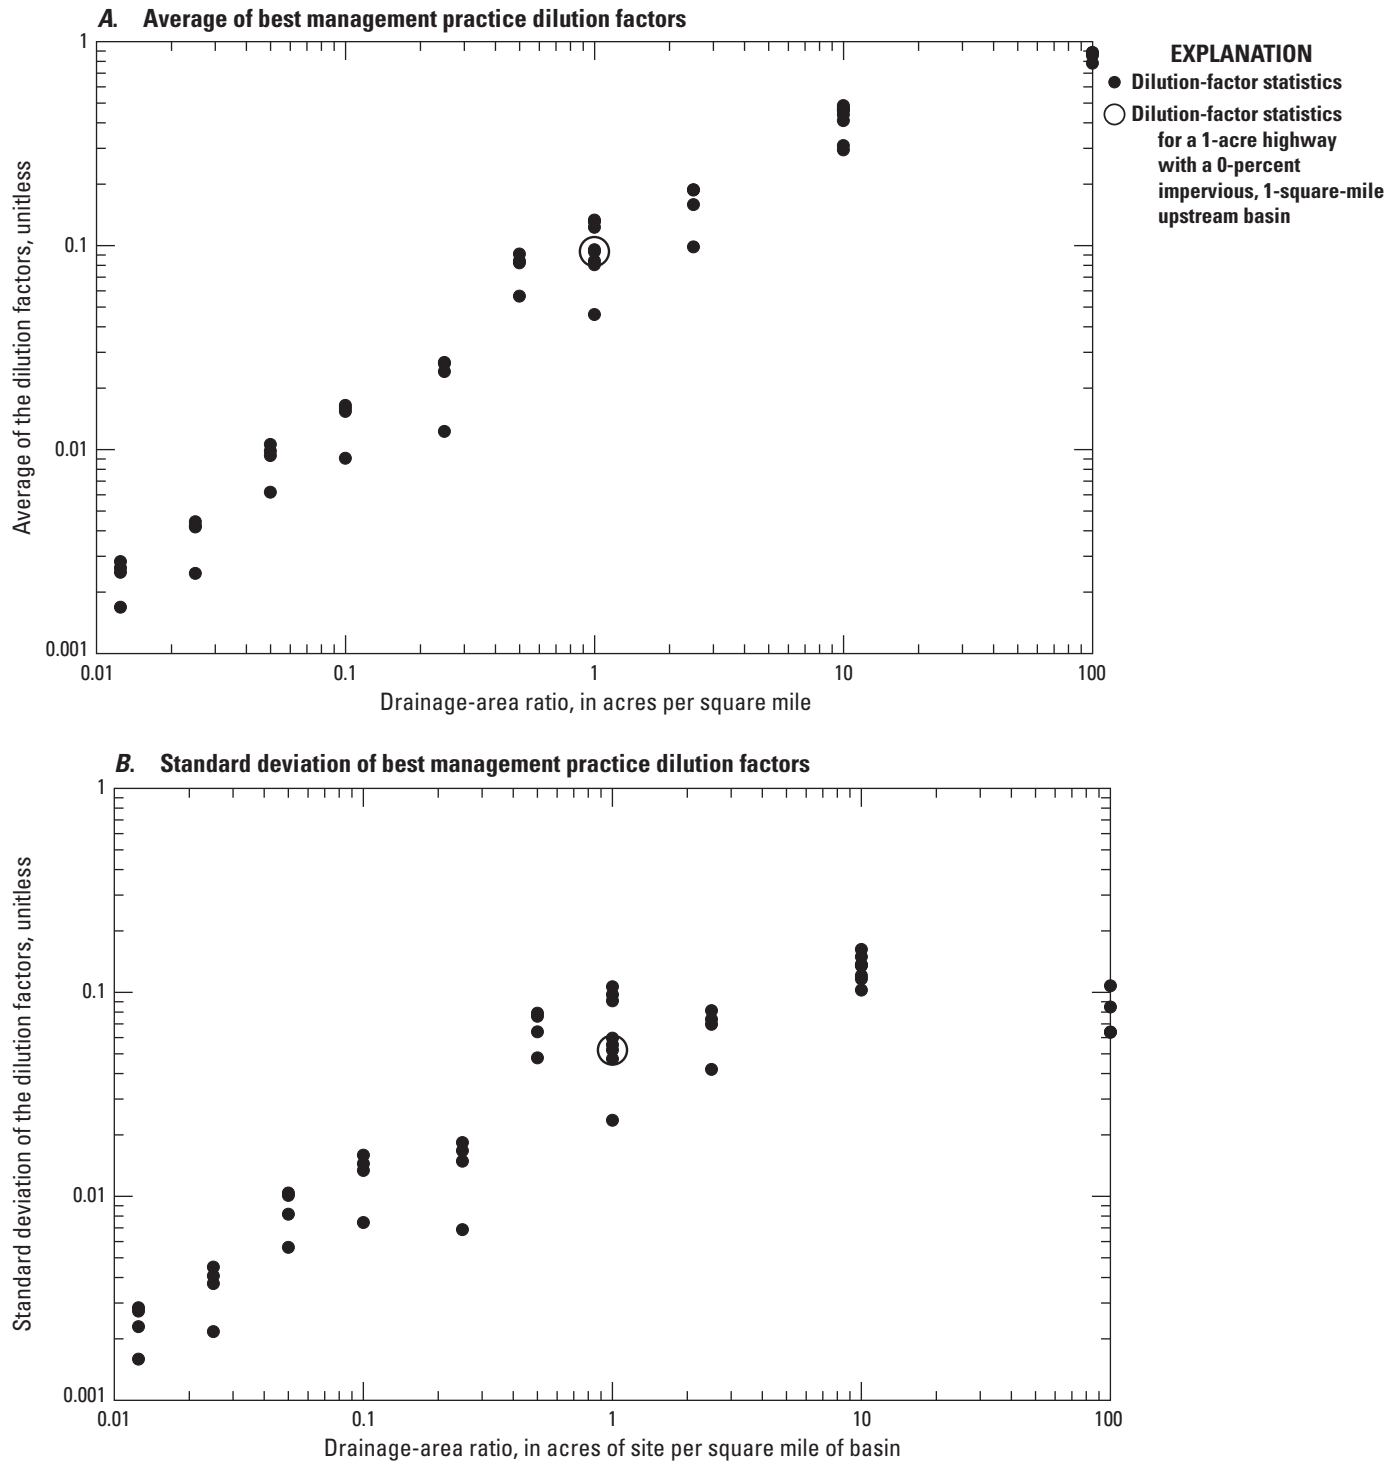 A. Average of best management practice dilution factors
1
0.1
0.01
0.001
Average of the dilution factors, unitless
0.01 0.1 1 10 100
Drainage-area ratio, in acres per square mile
EXPLANATION
Dilution-factor statistics
Dilution-factor statistics
for a 1-acre highway
with a 0-percent
impervious, 1-square-mile
upstream basin
B. Standard deviation of best management practice dilution factors
1
0.1
0.01
0.001
Standard deviation of the dilution factors, unitless
0.01 0.1 1 10 100
Drainage-area ratio, in acres of site per square mile of basin